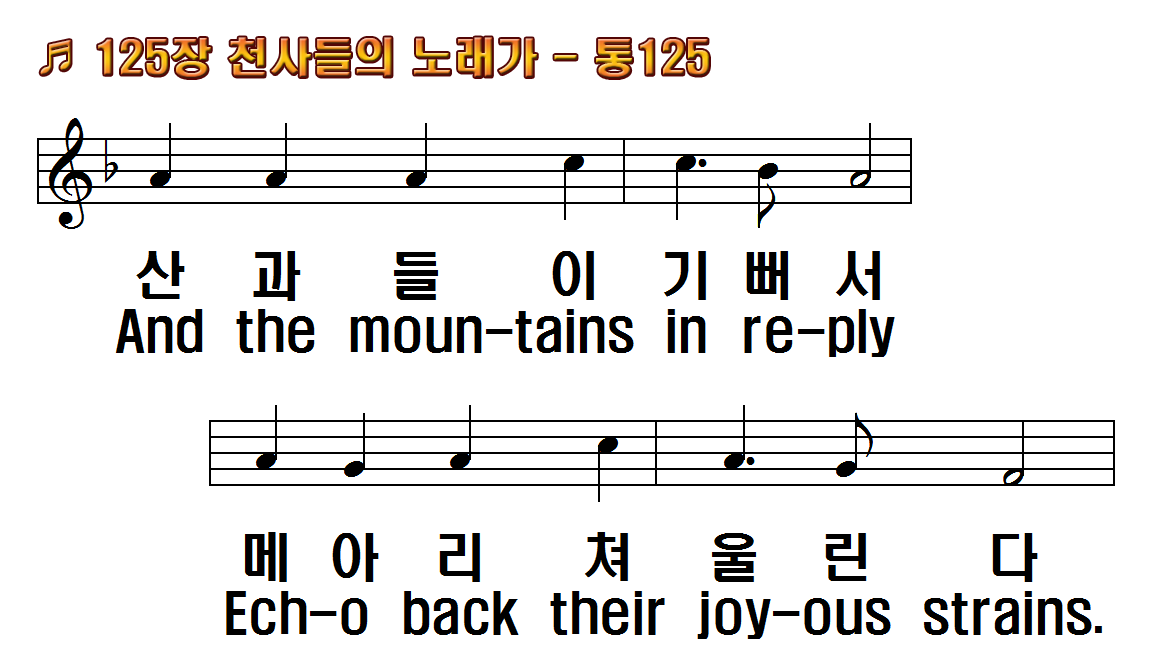 ♬ 125장 천사들의 노래가 - 통125
산 과 들 이 기 뻐 서
And the moun-tains in re-ply
메 아 리 쳐 울 린 다
Ech-o back their joy-ous strains.